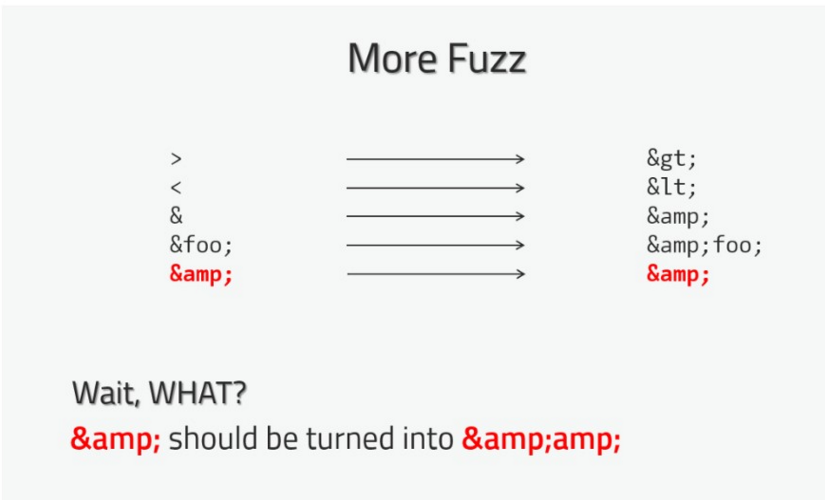 More Fuzz
> ⟶ &gt;
< ⟶ &lt;
& ⟶ &amp;
&foo; ⟶ &amp;foo;
&amp; ⟶ &amp;
Wait, WHAT?
&amp; should be turned into &amp;amp;